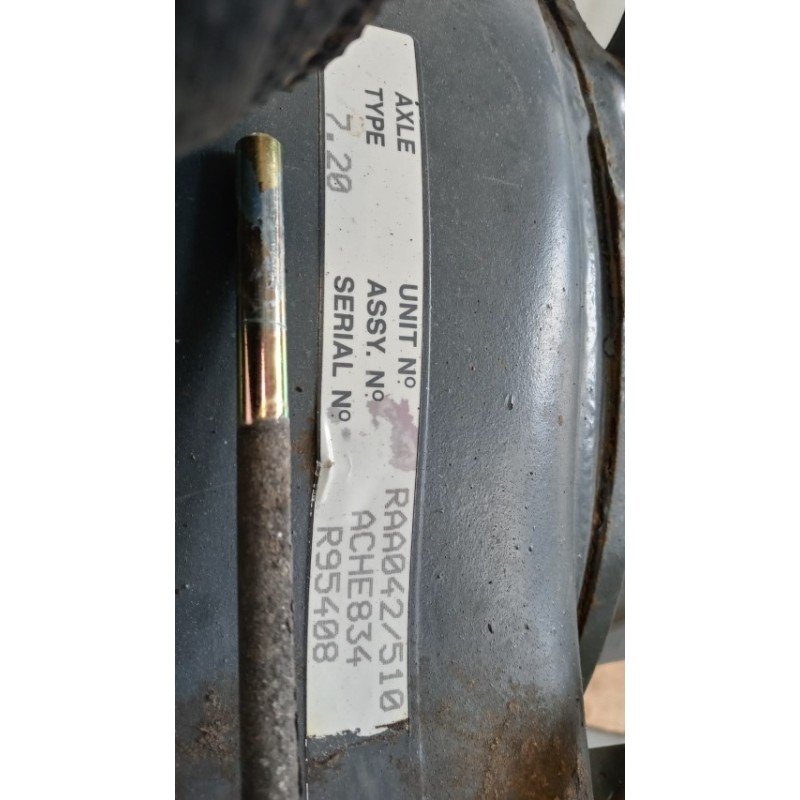 AXLE UNIT Nº RAA042/510
TYPE ASSY. Nº ACHE834
7.20 SERIAL Nº R95408